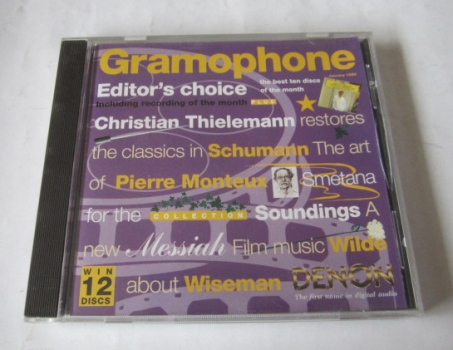 Gramophone
January 1998
Editor's choice the best ten discs
including recording of the month PLUS of the month
Christian Thielemann restores
the classics in Schumann The art
of Pierre Monteux Smetana
for the COLLECTION Soundings A
new Messiah Film music Wilde
about Wiseman DENON
The first name in digital audio
WIN
12
DISCS